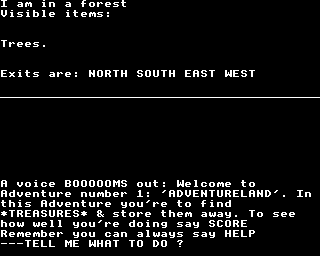 I am in a forest
Visible items:
Trees.
Exits are: NORTH SOUTH EAST WEST
A voice BOOOOOMS out: Welcome to
Adventure number 1: 'ADVENTURELAND'. In
this Adventure you're to find
*TREASURES* & store them away. To see
how well you're doing say SCORE
Remember you can always say HELP
---TELL ME WHAT TO DO ?